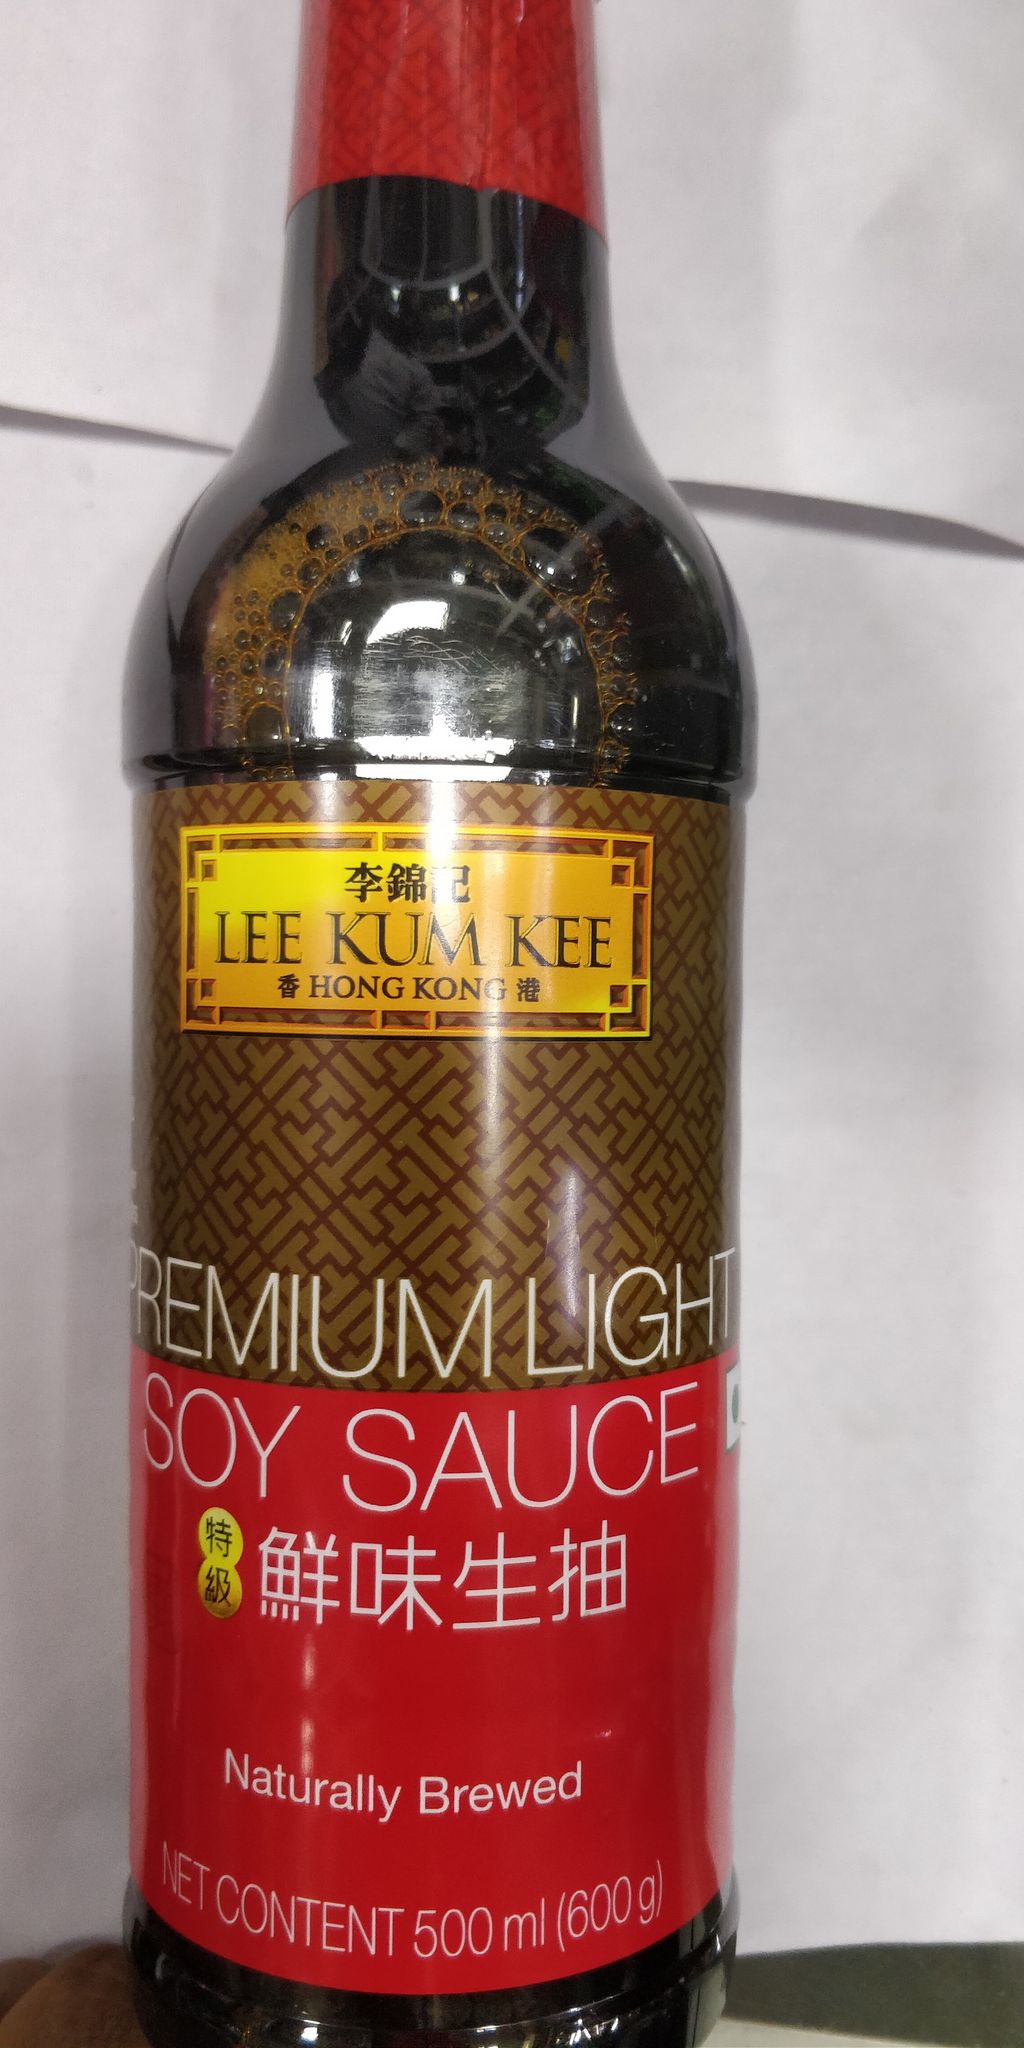 李錦記
LEE KUM KEE
香 HONG KONG 港
PREMIUM LIGHT
SOY SAUCE
特級 鮮味生抽
Naturally Brewed
NET CONTENT 500 ml (600 g)